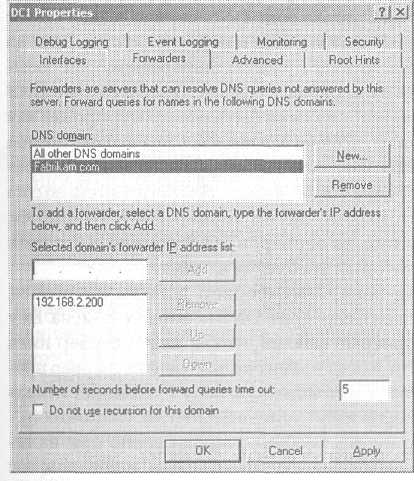 DC1 Properties
Debug Logging Event Logging Monitoring Security
Interfaces Forwarders Advanced Root Hints
Forwarders are servers that can resolve DNS queries not answered by this
server. Forward queries for names in the following DNS domains.
DNS domain:
All other DNS domains
Fabrikam.com
New...
Remove
To add a forwarder, select a DNS domain, type the forwarder's IP address
below, and then click Add.
Selected domain's forwarder IP address list:
. . . Add
192.168.2.200
Remove
Up
Down
Number of seconds before forward queries time out: 5
Do not use recursion for this domain
OK Cancel Apply